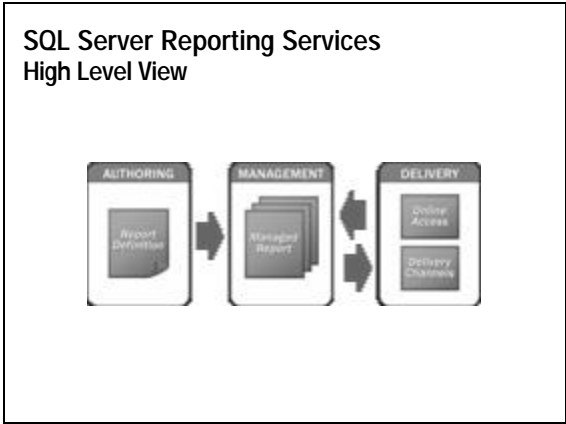 SQL Server Reporting Services
High Level View
AUTHORING
Report
Definition
MANAGEMENT
Managed
Report
DELIVERY
Online
Access
Delivery
Channels